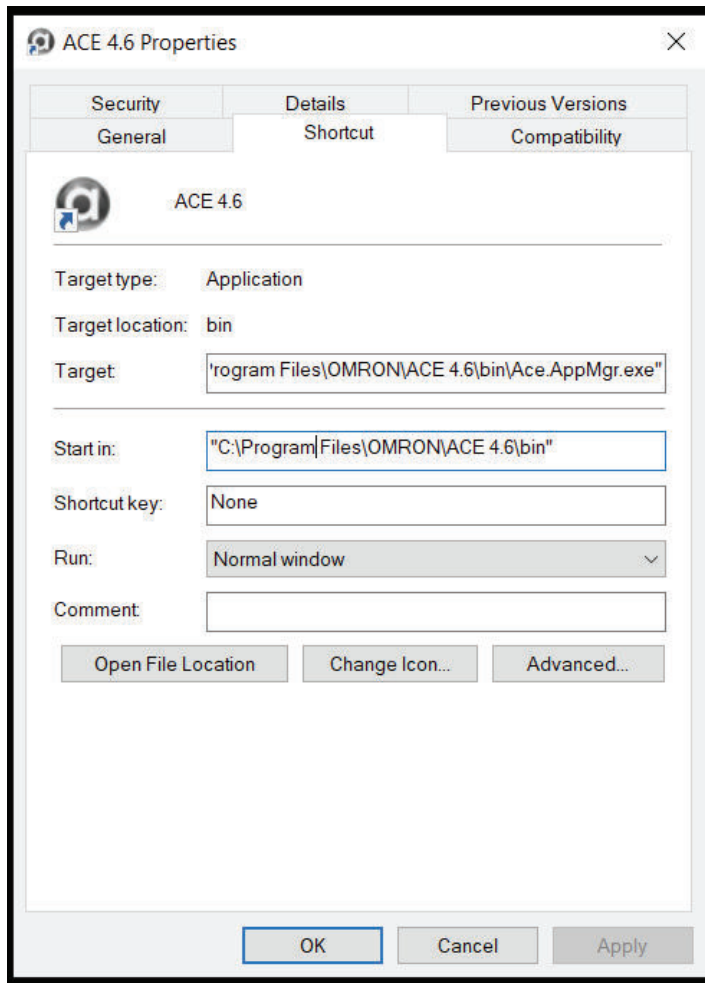 ACE 4.6 Properties
Security Details Previous Versions
General Shortcut Compatibility
ACE 4.6
Target type: Application
Target location: bin
Target: 'rogram Files\OMRON\ACE 4.6\bin\Ace.AppMgr.exe"
Start in: "C:\Program Files\OMRON\ACE 4.6\bin"
Shortcut key: None
Run: Normal window
Comment:
Open File Location Change Icon... Advanced...
OK Cancel Apply